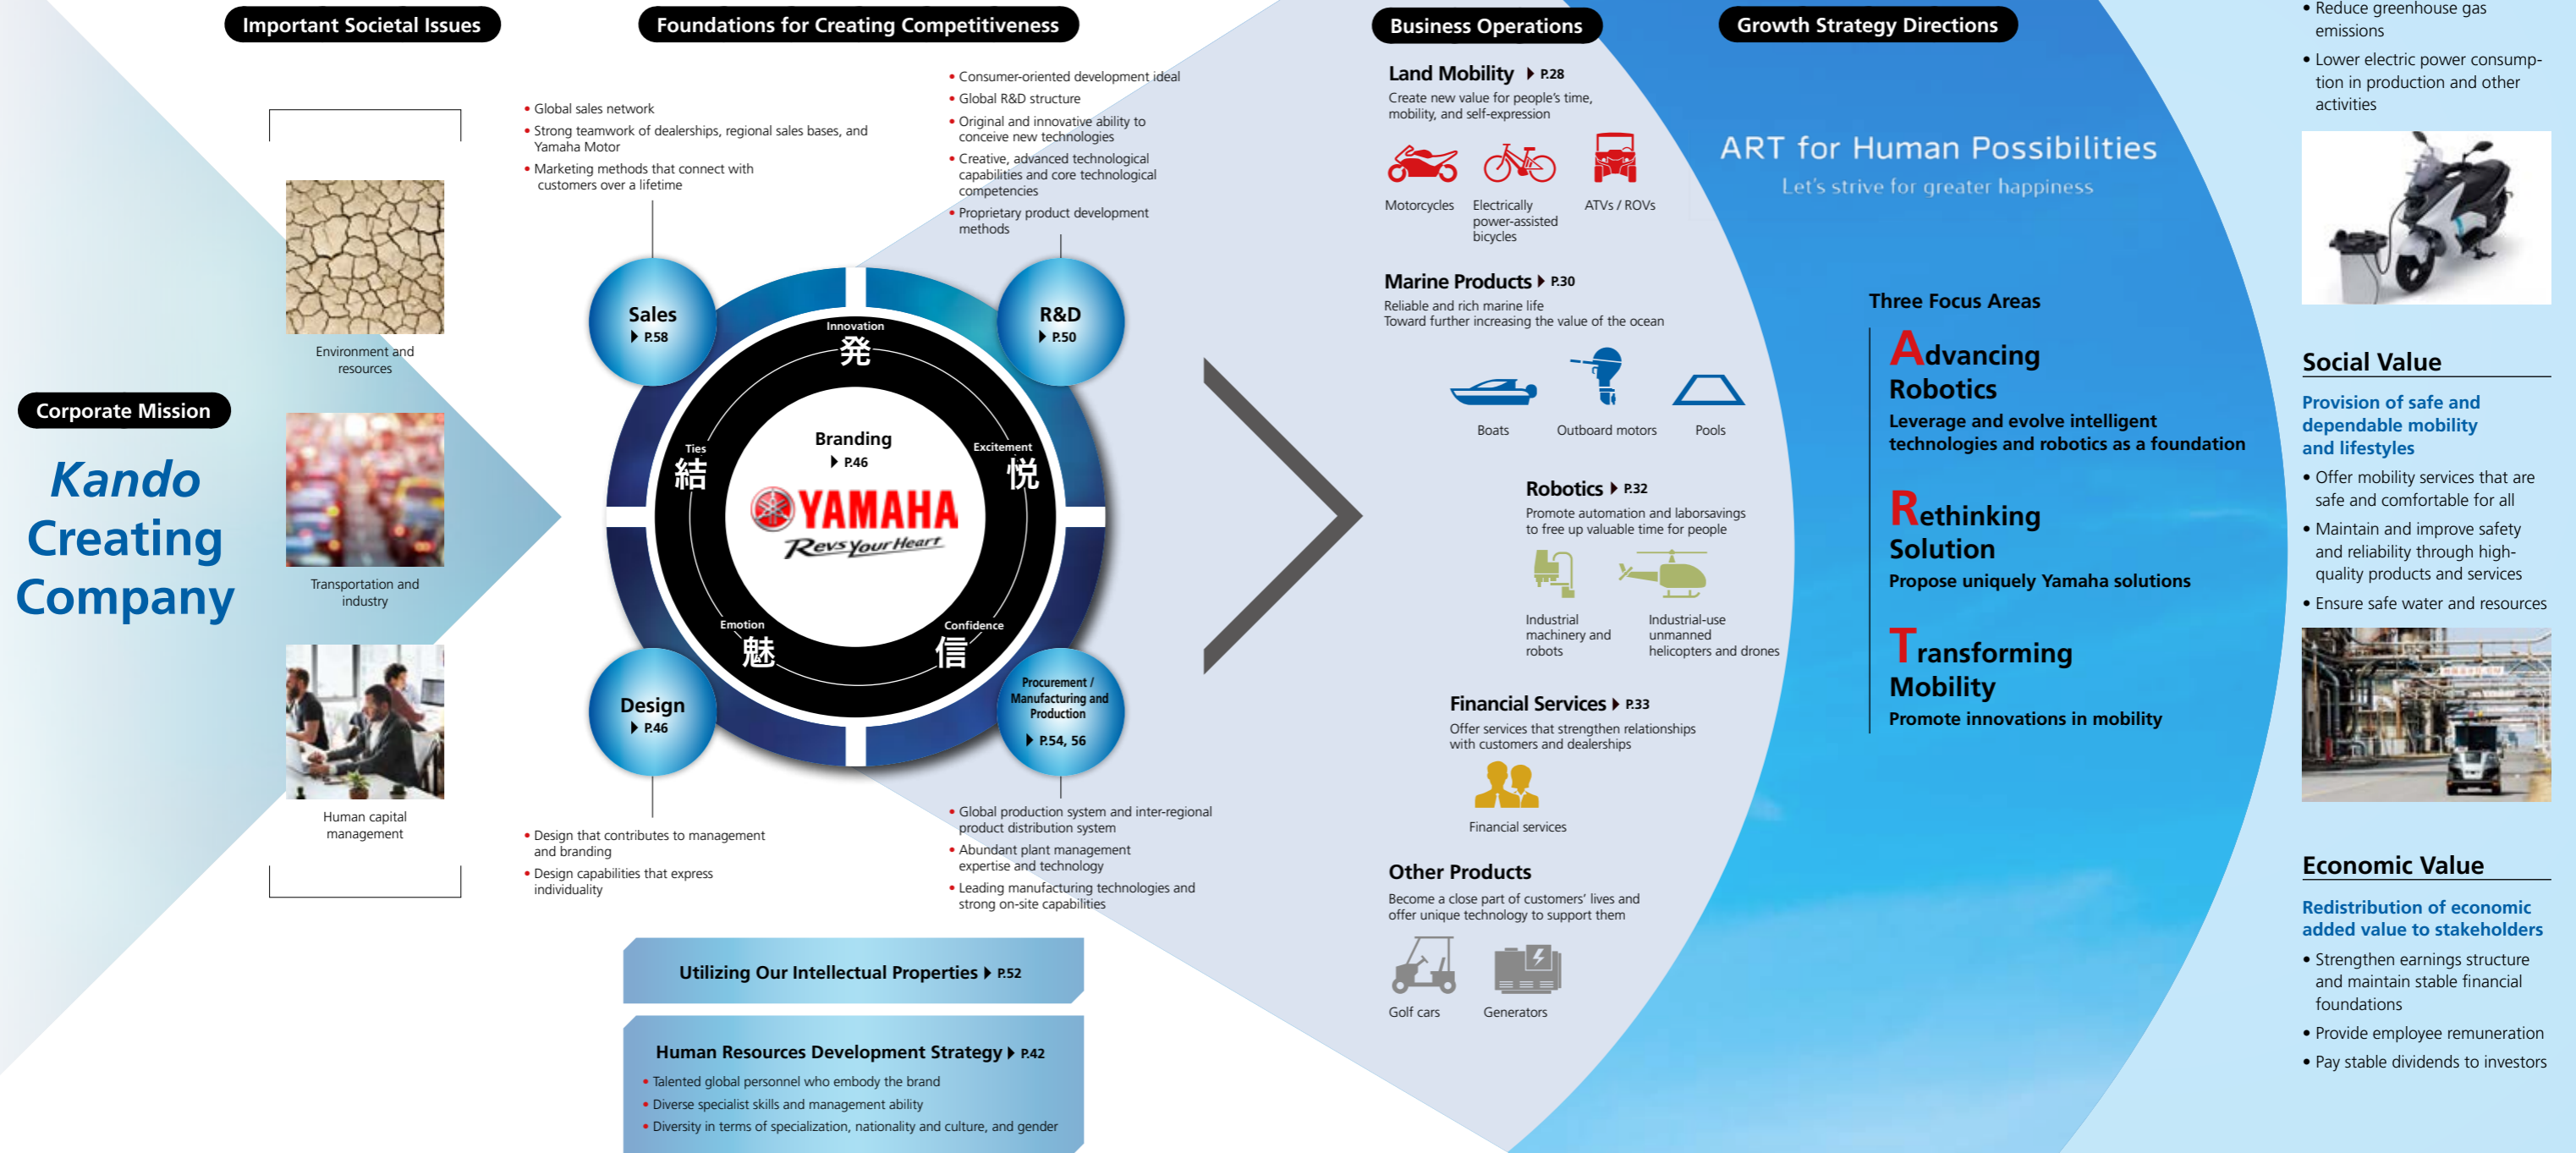 Important Societal Issues
Foundations for Creating Competitiveness
Business Operations
Growth Strategy Directions
Corporate Mission
Kando
Creating
Company
Environment and
resources
Transportation and
industry
Human capital
management
• Global sales network
• Strong teamwork of dealerships, regional sales bases, and
Yamaha Motor
• Marketing methods that connect with
customers over a lifetime
• Consumer-oriented development ideal
• Global R&D structure
• Original and innovative ability to
conceive new technologies
• Creative, advanced technological
capabilities and core technological
competencies
• Proprietary product development
methods
Sales
▶ P.58
R&D
▶ P.50
Innovation
発
Ties
結
Excitement
悦
Emotion
魅
Confidence
信
Branding
▶ P.46
YAMAHA
Revs Your Heart
Design
▶ P.46
Procurement /
Manufacturing and
Production
▶ P.54, 56
• Design that contributes to management
and branding
• Design capabilities that express
individuality
• Global production system and inter-regional
product distribution system
• Abundant plant management
expertise and technology
• Leading manufacturing technologies and
strong on-site capabilities
Utilizing Our Intellectual Properties ▶ P.52
Human Resources Development Strategy ▶ P.42
• Talented global personnel who embody the brand
• Diverse specialist skills and management ability
• Diversity in terms of specialization, nationality and culture, and gender
Land Mobility ▶ P.28
Create new value for people's time,
mobility, and self-expression
Motorcycles
Electrically
power-assisted
bicycles
ATVs / ROVs
Marine Products ▶ P.30
Reliable and rich marine life
Toward further increasing the value of the ocean
Boats
Outboard motors
Pools
Robotics ▶ P.32
Promote automation and laborsavings
to free up valuable time for people
Industrial
machinery and
robots
Industrial-use
unmanned
helicopters and drones
Financial Services ▶ P.33
Offer services that strengthen relationships
with customers and dealerships
Financial services
Other Products
Become a close part of customers' lives and
offer unique technology to support them
Golf cars
Generators
ART for Human Possibilities
Let's strive for greater happiness
Three Focus Areas
Advancing
Robotics
Leverage and evolve intelligent
technologies and robotics as a foundation
Rethinking
Solution
Propose uniquely Yamaha solutions
Transforming
Mobility
Promote innovations in mobility
• Reduce greenhouse gas
emissions
• Lower electric power consump-
tion in production and other
activities
Social Value
Provision of safe and
dependable mobility
and lifestyles
• Offer mobility services that are
safe and comfortable for all
• Maintain and improve safety
and reliability through high-
quality products and services
• Ensure safe water and resources
Economic Value
Redistribution of economic
added value to stakeholders
• Strengthen earnings structure
and maintain stable financial
foundations
• Provide employee remuneration
• Pay stable dividends to investors